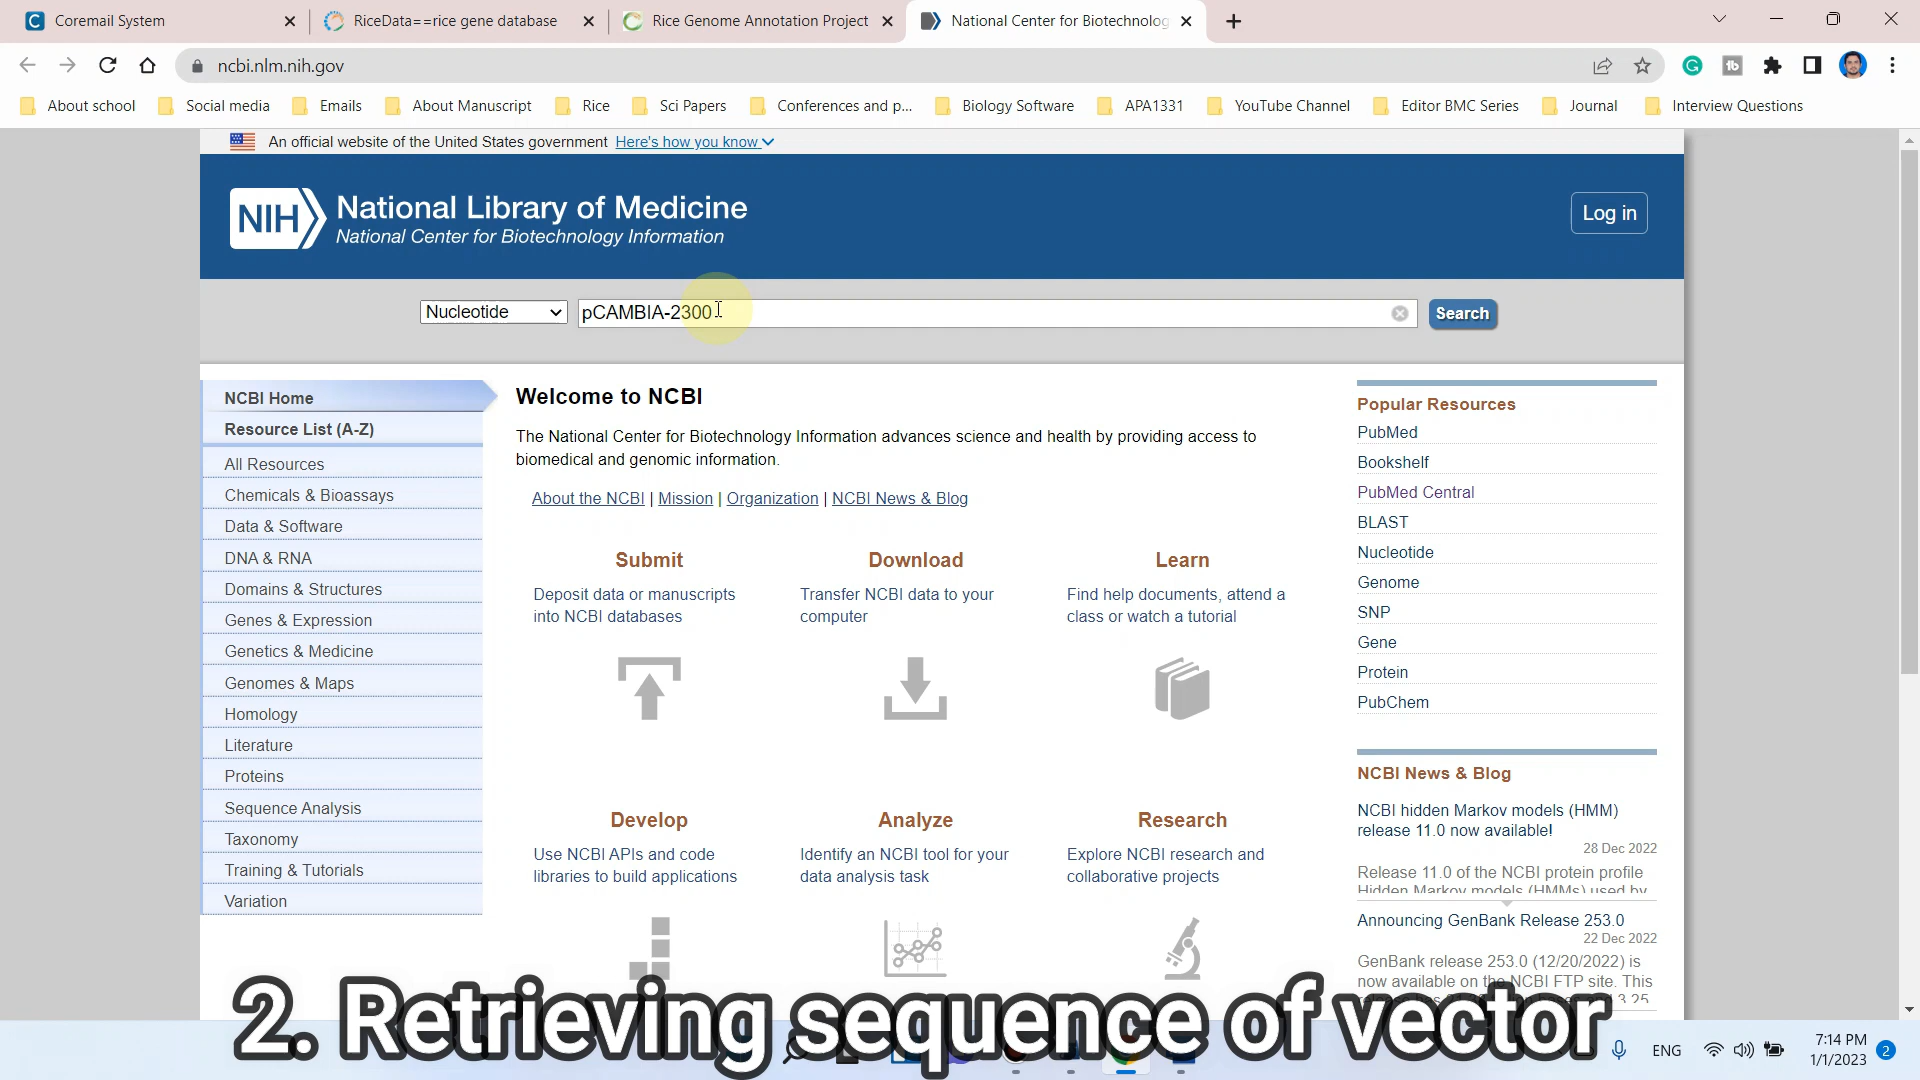 Coremail System
RiceData==rice gene database
Rice Genome Annotation Project
National Center for Biotechnolog
ncbi.nlm.nih.gov
About school
Social media
Emails
About Manuscript
Rice
Sci Papers
Conferences and p...
Biology Software
APA1331
YouTube Channel
Editor BMC Series
Journal
Interview Questions
An official website of the United States government Here's how you know
NIH
National Library of Medicine
National Center for Biotechnology Information
Log in
Nucleotide
pCAMBIA-2300
Search
NCBI Home
Resource List (A-Z)
All Resources
Chemicals & Bioassays
Data & Software
DNA & RNA
Domains & Structures
Genes & Expression
Genetics & Medicine
Genomes & Maps
Homology
Literature
Proteins
Sequence Analysis
Taxonomy
Training & Tutorials
Variation
Welcome to NCBI
The National Center for Biotechnology Information advances science and health by providing access to
biomedical and genomic information.
About the NCBI | Mission | Organization | NCBI News & Blog
Submit
Deposit data or manuscripts
into NCBI databases
Download
Transfer NCBI data to your
computer
Learn
Find help documents, attend a
class or watch a tutorial
Develop
Use NCBI APIs and code
libraries to build applications
Analyze
Identify an NCBI tool for your
data analysis task
Research
Explore NCBI research and
collaborative projects
Popular Resources
PubMed
Bookshelf
PubMed Central
BLAST
Nucleotide
Genome
SNP
Gene
Protein
PubChem
NCBI News & Blog
NCBI hidden Markov models (HMM)
release 11.0 now available!
28 Dec 2022
Release 11.0 of the NCBI protein profile
Hidden Markov models (HMMs) used by
Announcing GenBank Release 253.0
22 Dec 2022
GenBank release 253.0 (12/20/2022) is
now available on the NCBI FTP site. This
2. Retrieving sequence of vector
ENG
7:14 PM
1/1/2023
2